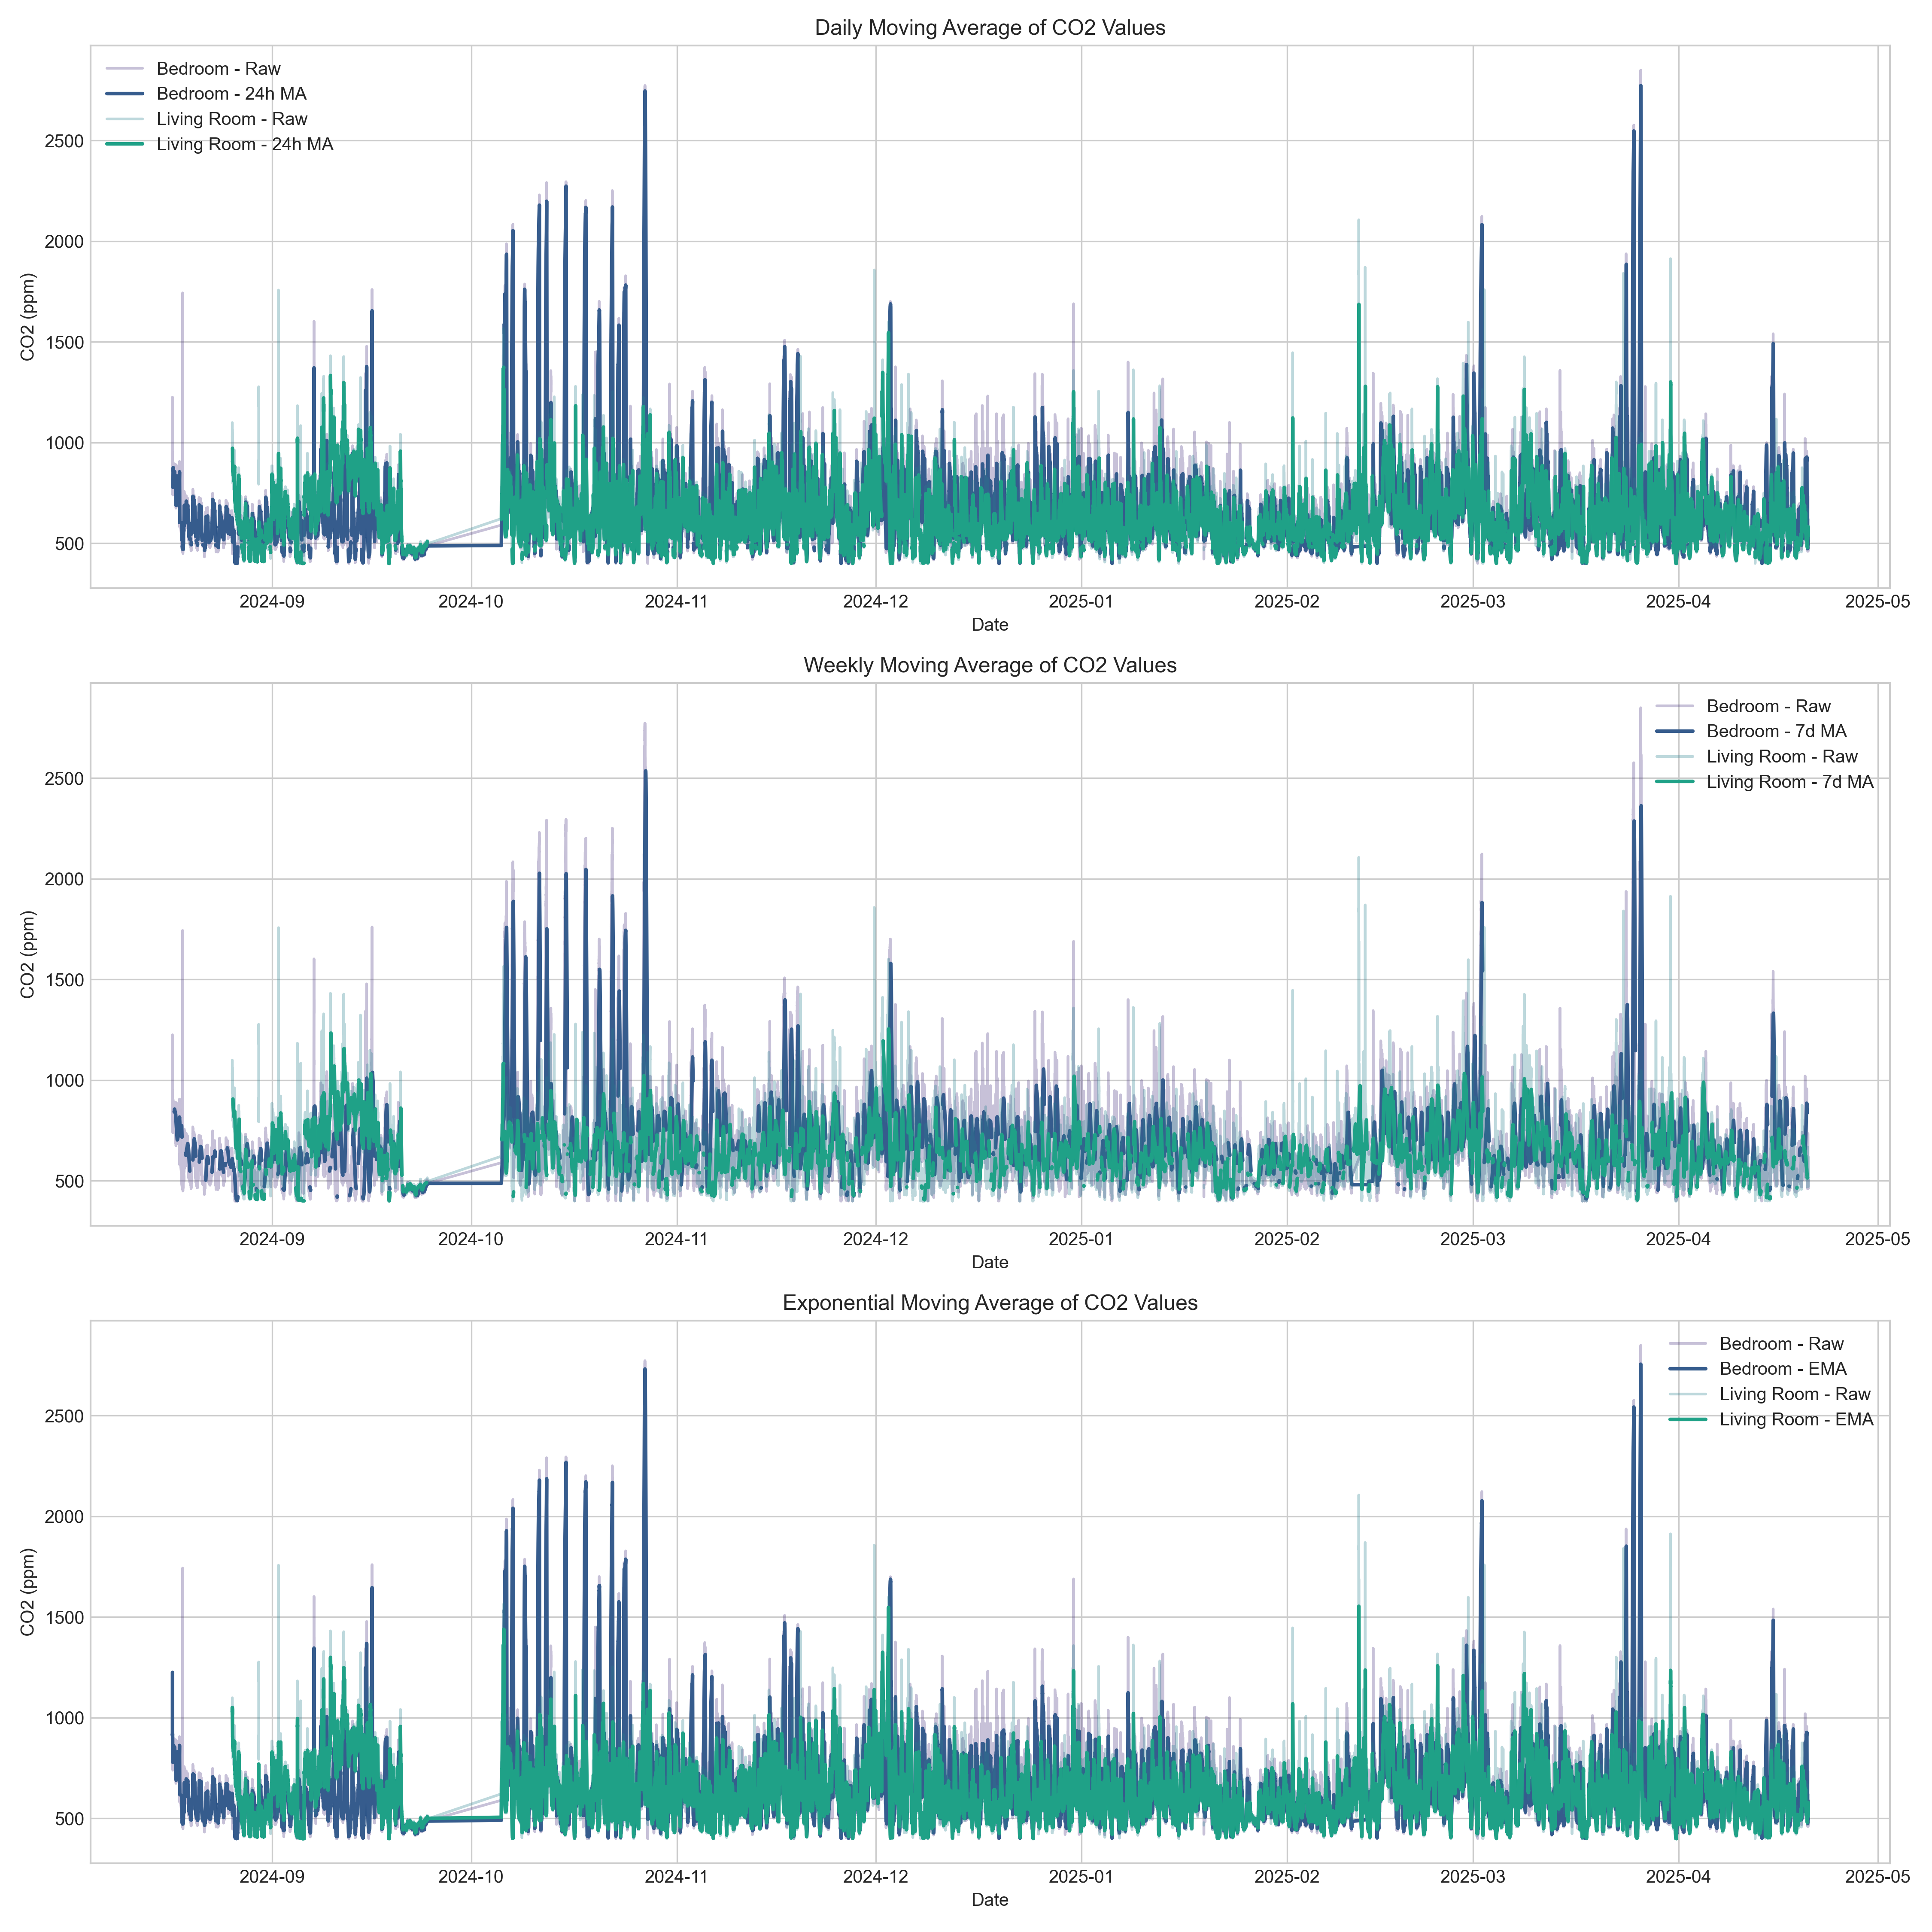 Daily Moving Average of CO2 Values
CO2 (ppm)
2500
2000
1500
1000
500
Bedroom - Raw
Bedroom - 24h MA
Living Room - Raw
Living Room - 24h MA
2024-09 2024-10 2024-11 2024-12 2025-01 2025-02 2025-03 2025-04 2025-05
Date
Weekly Moving Average of CO2 Values
CO2 (ppm)
2500
2000
1500
1000
500
Bedroom - Raw
Bedroom - 7d MA
Living Room - Raw
Living Room - 7d MA
2024-09 2024-10 2024-11 2024-12 2025-01 2025-02 2025-03 2025-04 2025-05
Date
Exponential Moving Average of CO2 Values
CO2 (ppm)
2500
2000
1500
1000
500
Bedroom - Raw
Bedroom - EMA
Living Room - Raw
Living Room - EMA
2024-09 2024-10 2024-11 2024-12 2025-01 2025-02 2025-03 2025-04 2025-05
Date